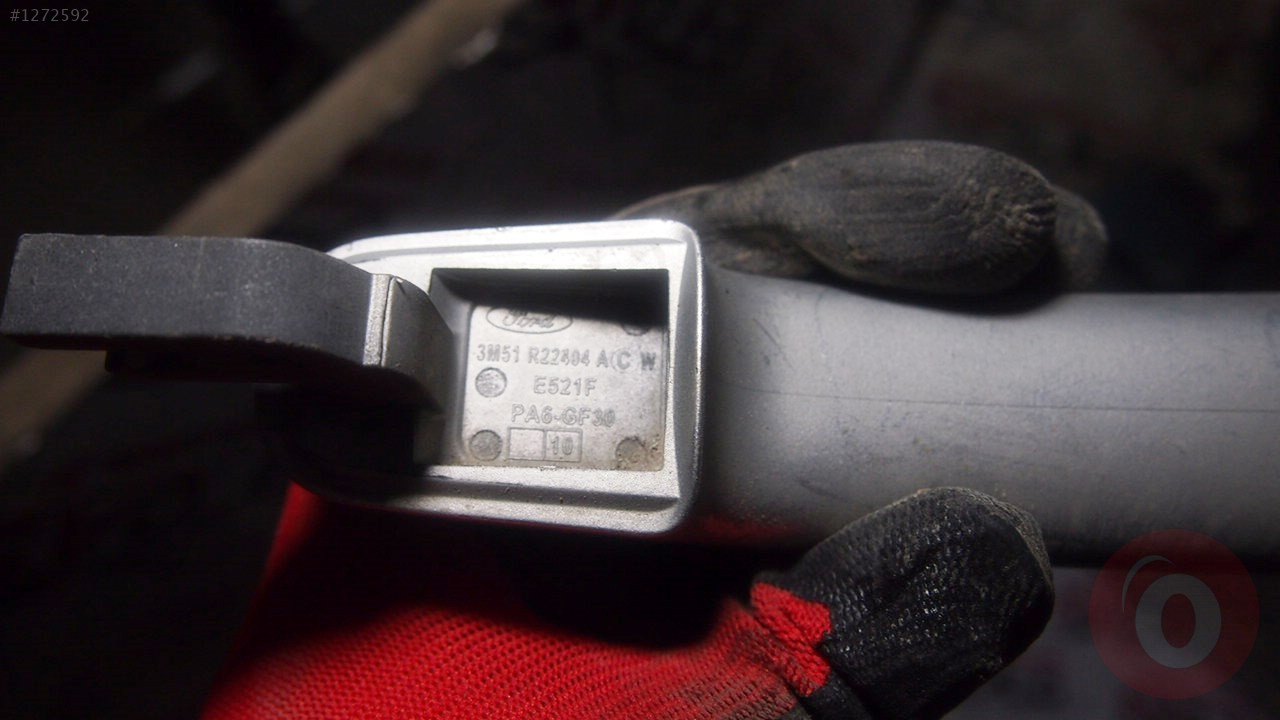 #1272592
Ford
3M51 R22404 A(C W
E521F
PA6-GF30
10